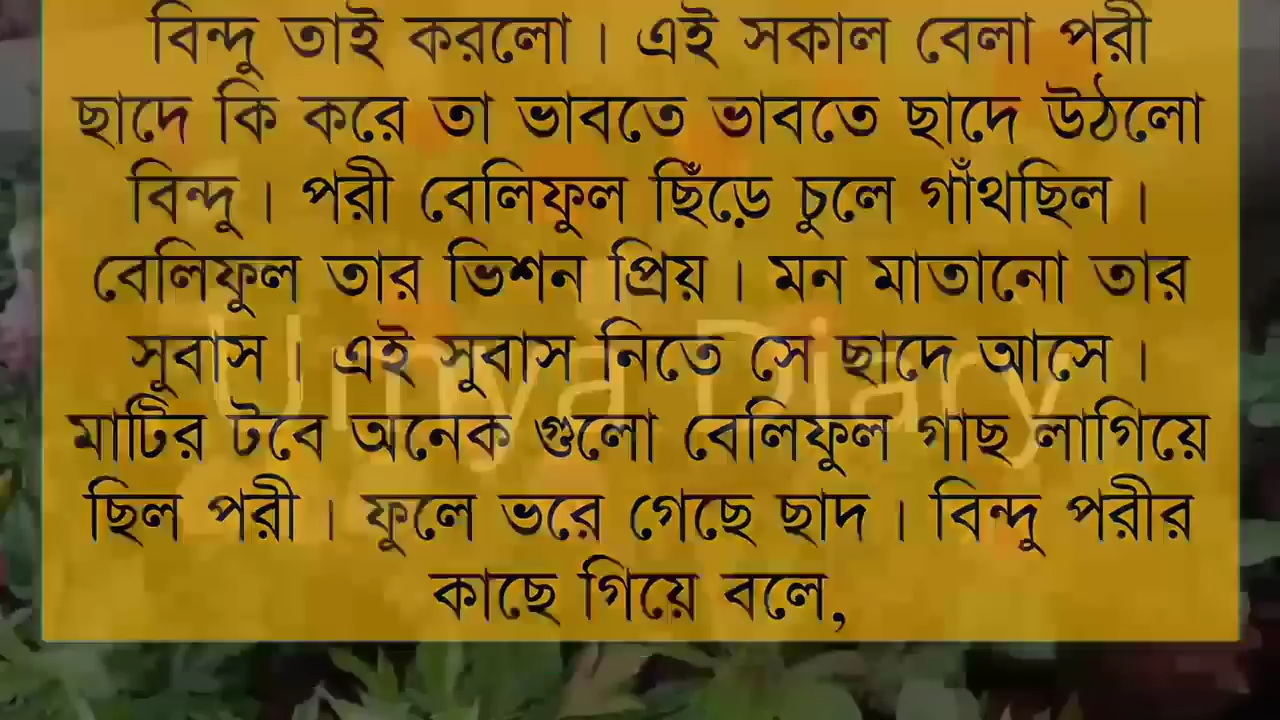 বিন্দু তাই করলো। এই সকাল বেলা পরী
ছাদে কি করে তা ভাবতে ভাবতে ছাদে উঠলো
বিন্দু। পরী বেলিফুল ছিঁড়ে চুলে গাঁথছিল।
বেলিফুল তার ভিশন প্রিয়। মন মাতানো তার
সুবাস। এই সুবাস নিতে সে ছাদে আসে।
মাটির টবে অনেক গুলো বেলিফুল গাছ লাগিয়ে
ছিল পরী। ফুলে ভরে গেছে ছাদ। বিন্দু পরীর
কাছে গিয়ে বলে,
Diary